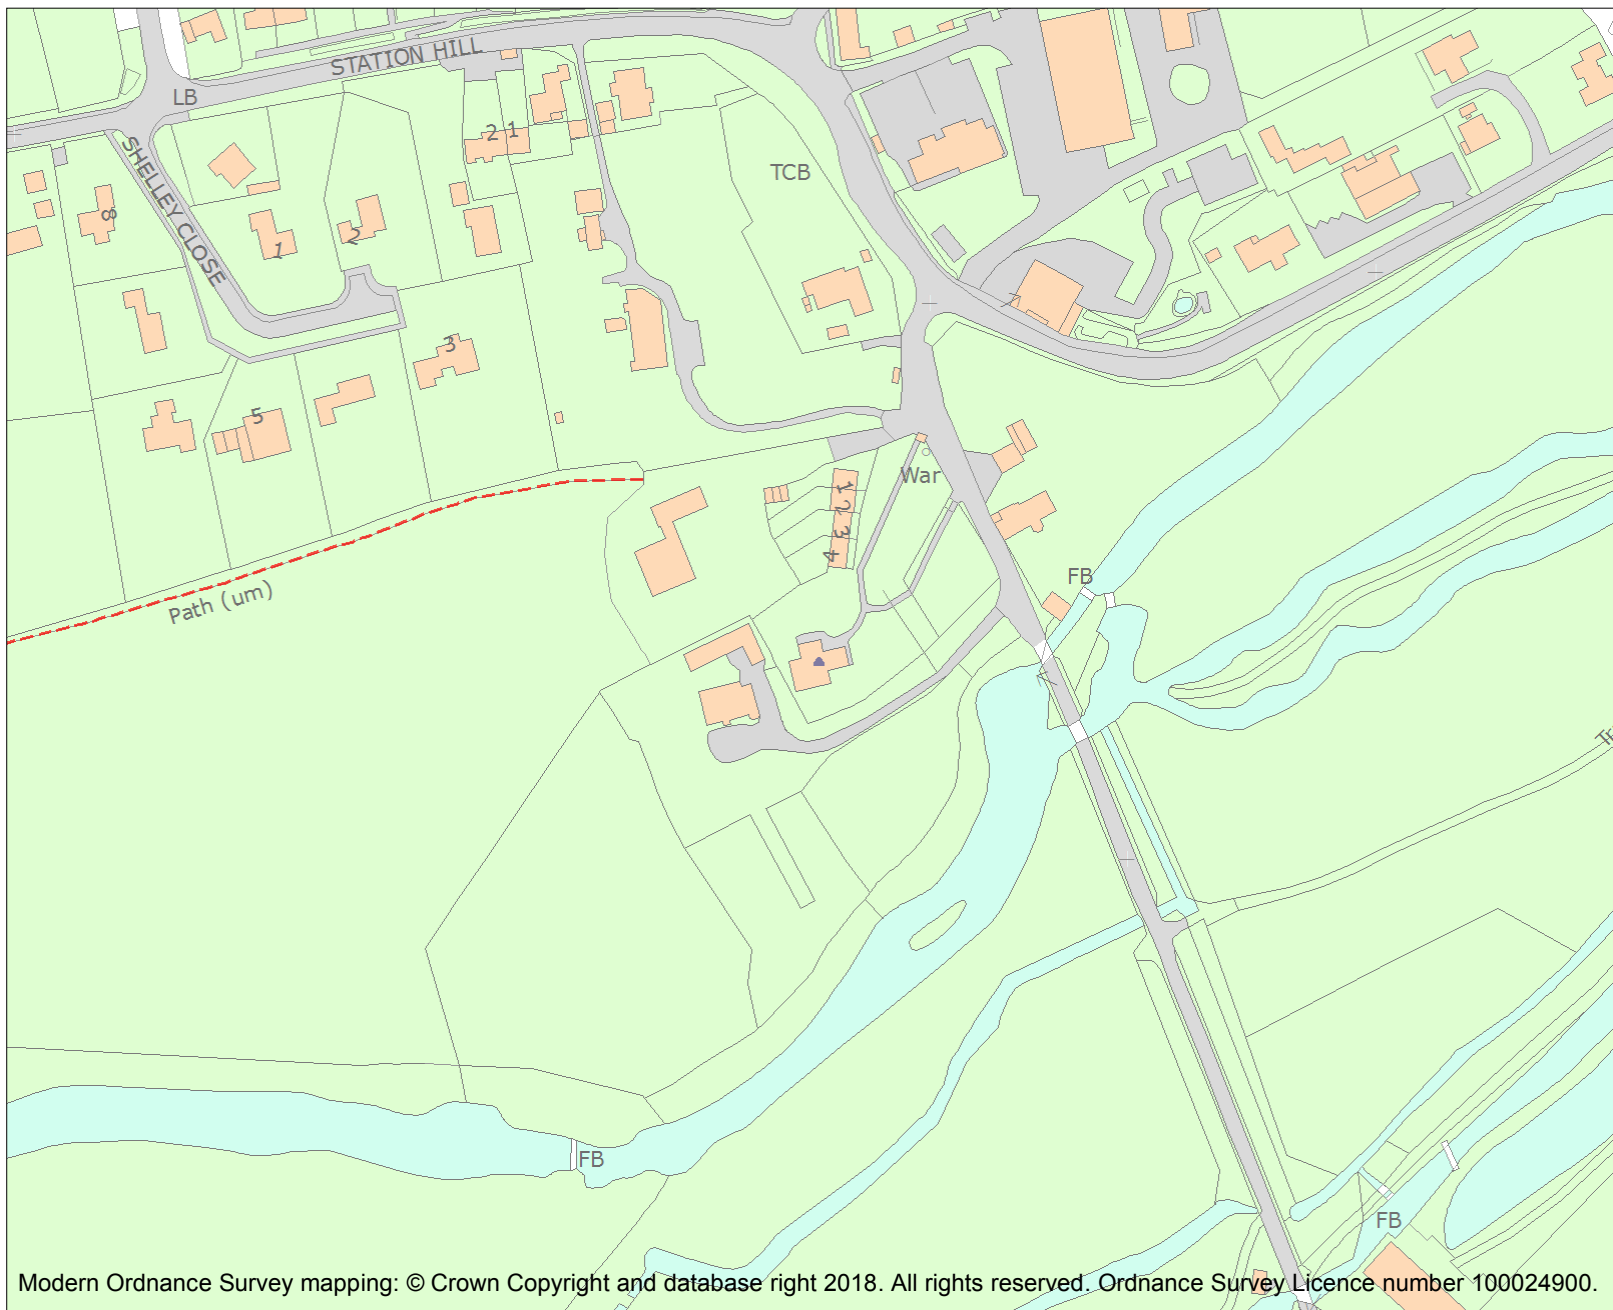 STATION HILL
LB
2 1
TCB
SHELLEY CLOSE
8
1
2
3
5
War
1
2
3
4
FB
Path (um)
Tr
FB
FB
Modern Ordnance Survey mapping: © Crown Copyright and database right 2018. All rights reserved. Ordnance Survey Licence number 100024900.